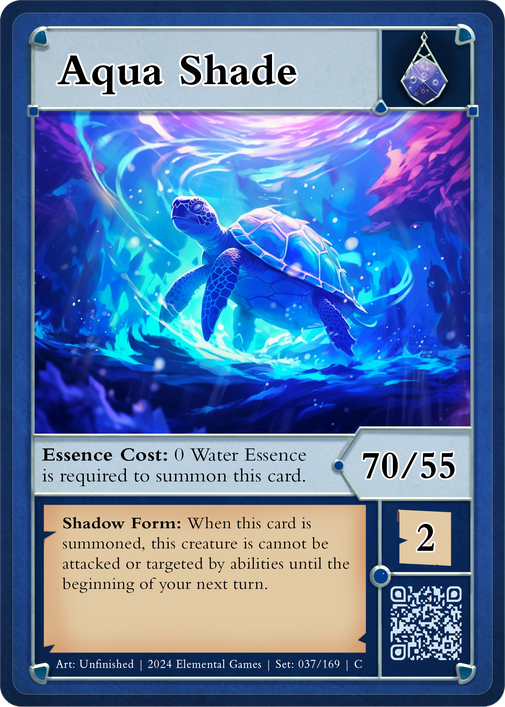 Aqua Shade
Essence Cost: 0 Water Essence
is required to summon this card.
70/55
Shadow Form: When this card is
summoned, this creature is cannot be
attacked or targeted by abilities until the
beginning of your next turn.
2
Art: Unfinished | 2024 Elemental Games | Set: 037/169 | C